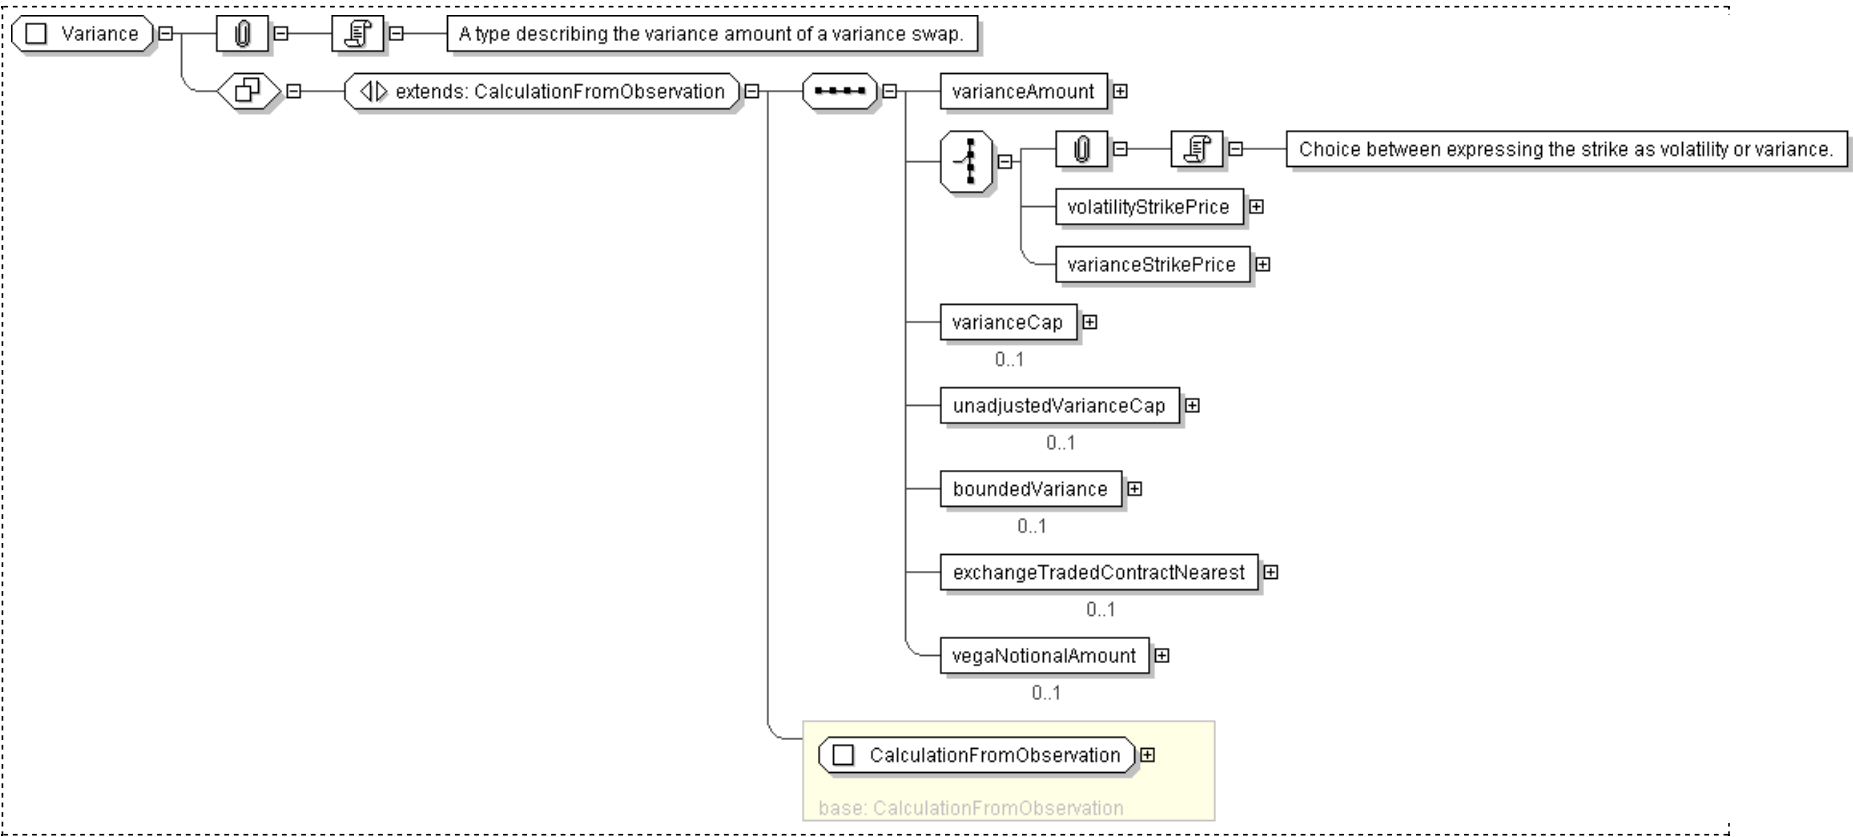 Variance
A type describing the variance amount of a variance swap.
extends: CalculationFromObservation
varianceAmount
Choice between expressing the strike as volatility or variance.
volatilityStrikePrice
varianceStrikePrice
varianceCap
0..1
unadjustedVarianceCap
0..1
boundedVariance
0..1
exchangeTradedContractNearest
0..1
vegaNotionalAmount
0..1
CalculationFromObservation
base: CalculationFromObservation